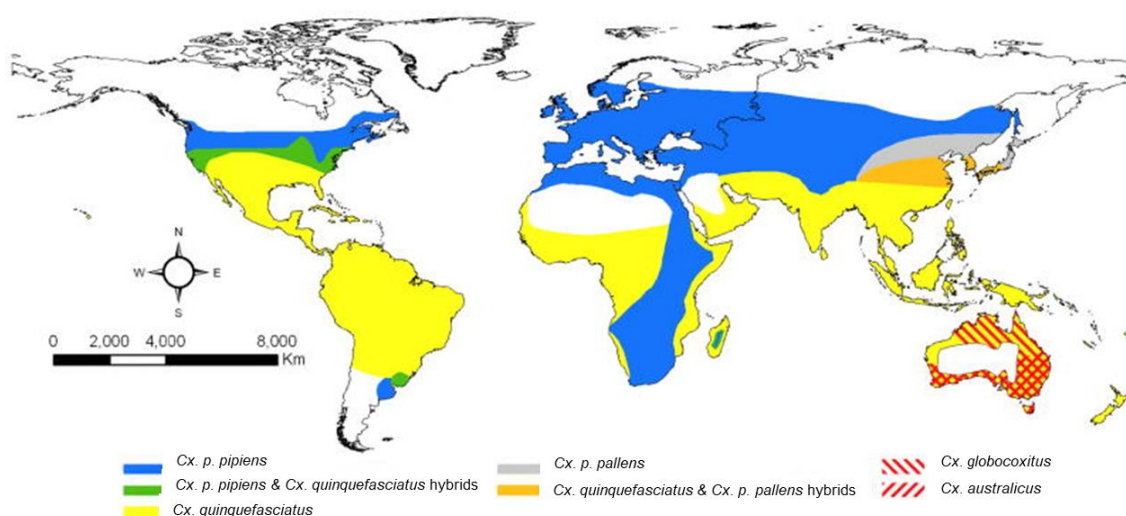 N
W E
S
0 2,000 4,000 8,000
Km
Cx. p. pipiens
Cx. p. pipiens & Cx. quinquefasciatus hybrids
Cx. quinquefasciatus
Cx. p. pallens
Cx. quinquefasciatus & Cx. p. pallens hybrids
Cx. globocoxitus
Cx. australicus